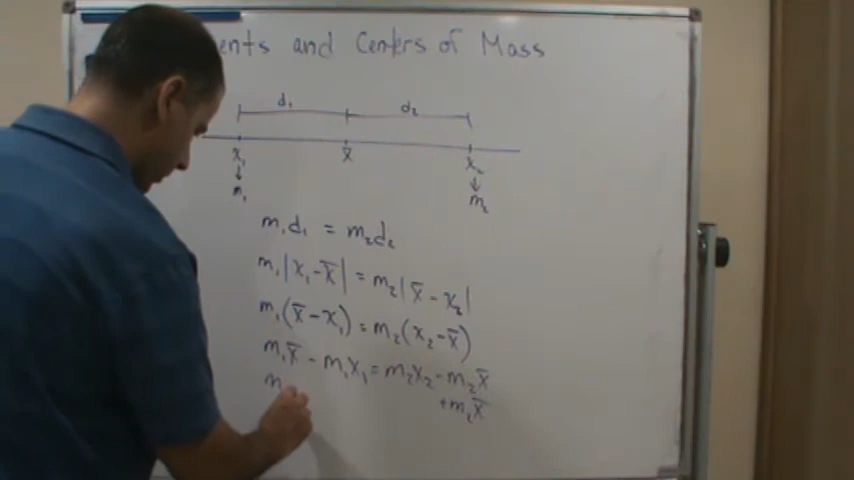 ents and Centers of Mass
d₁ d₂
x₁ x̄ x₂
m₁ m₂
m₁d₁ = m₂d₂
m₁|x₁-x̄| = m₂|x̄-x₂|
m₁(x̄-x₁) = m₂(x₂-x̄)
m₁x̄ - m₁x₁ = m₂x₂ - m₂x̄
+m₂x̄
m